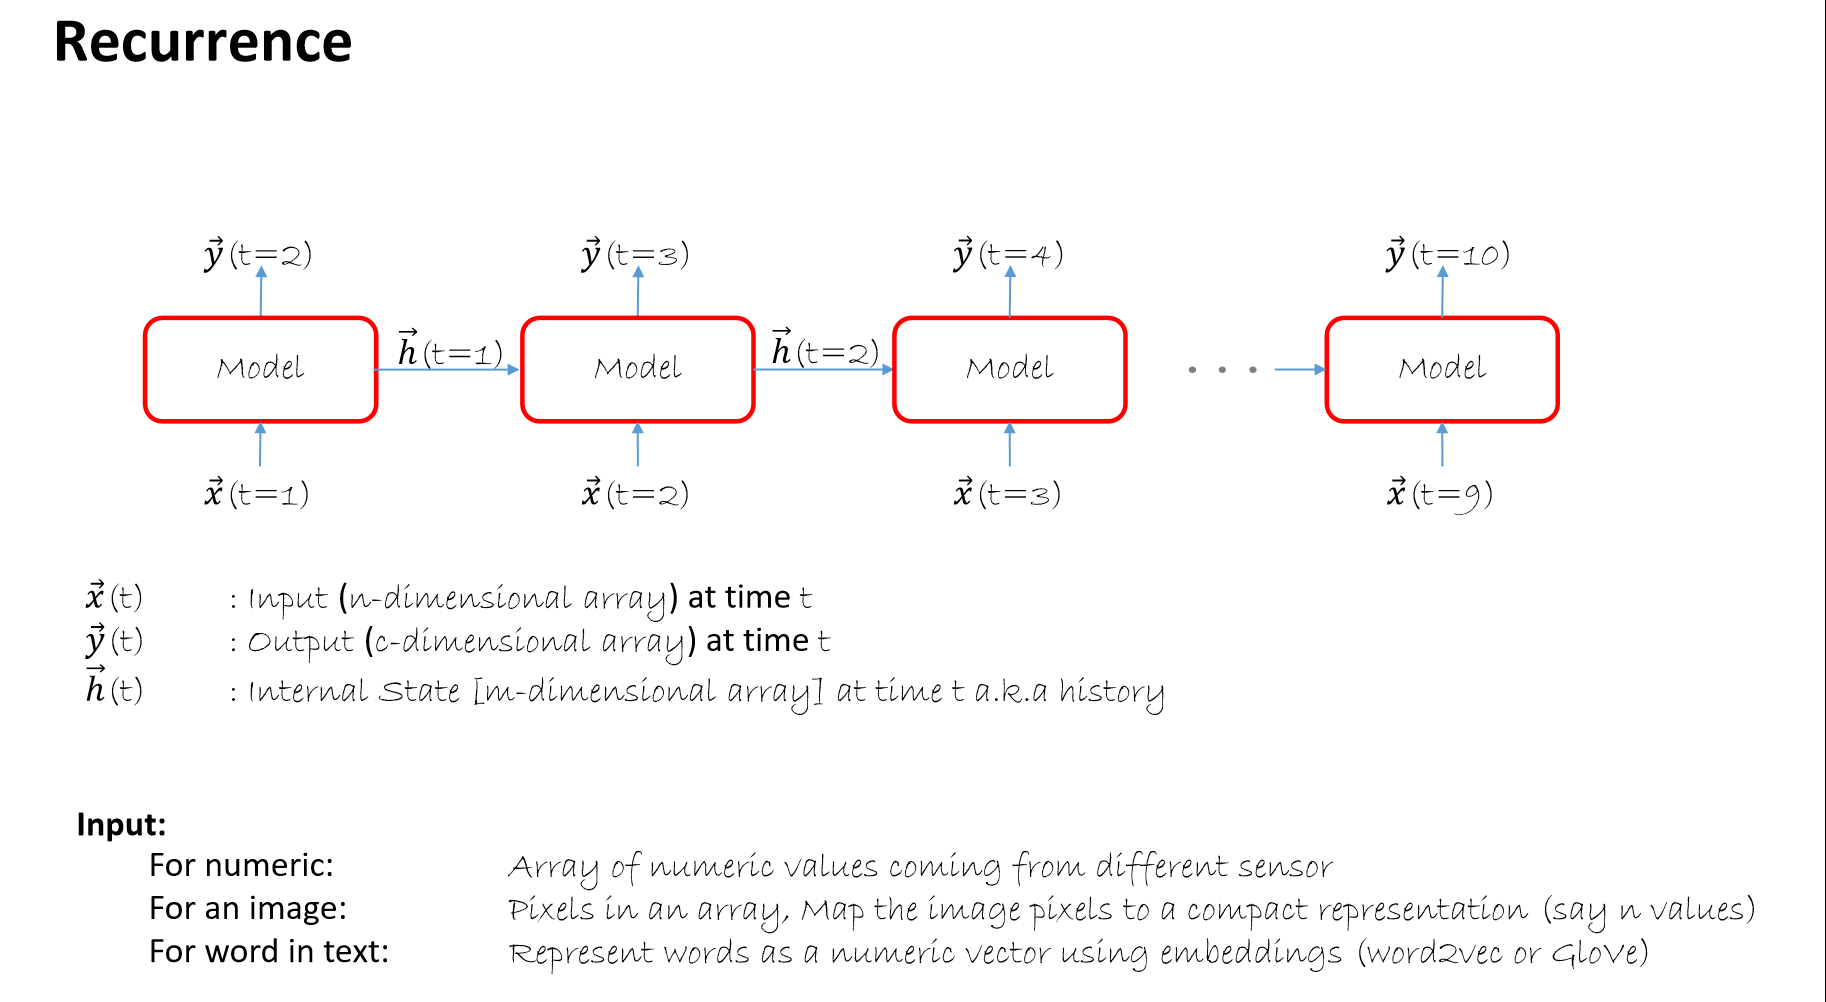 Recurrence
y⃗(t=2) y⃗(t=3) y⃗(t=4) y⃗(t=10)
Model h⃗(t=1) Model h⃗(t=2) Model . . . Model
x⃗(t=1) x⃗(t=2) x⃗(t=3) x⃗(t=9)
x⃗(t) : Input (n-dimensional array) at time t
y⃗(t) : Output (c-dimensional array) at time t
h⃗(t) : Internal State [m-dimensional array] at time t a.k.a history
Input:
For numeric: Array of numeric values coming from different sensor
For an image: Pixels in an array, Map the image pixels to a compact representation (say n values)
For word in text: Represent words as a numeric vector using embeddings (word2vec or GloVe)